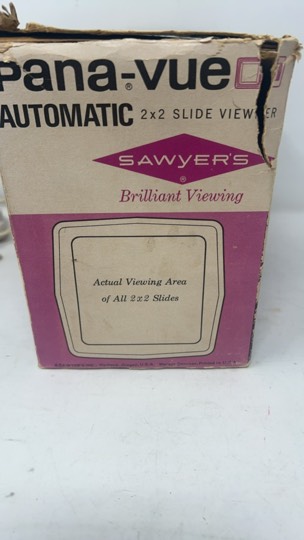 Pana-vue®
AUTOMATIC 2x2 SLIDE VIEWER
SAWYER'S
®
Brilliant Viewing
Actual Viewing Area
of All 2x2 Slides